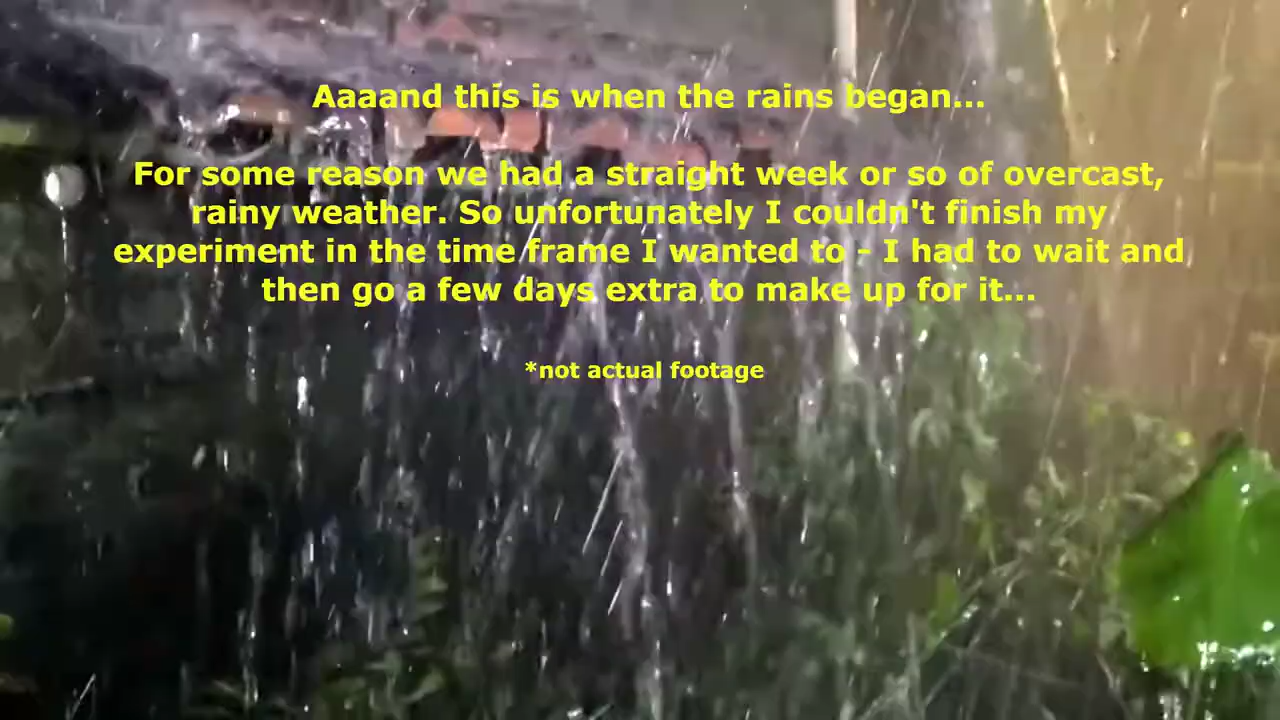 Aaaand this is when the rains began...
For some reason we had a straight week or so of overcast,
rainy weather. So unfortunately I couldn't finish my
experiment in the time frame I wanted to - I had to wait and
then go a few days extra to make up for it...
*not actual footage